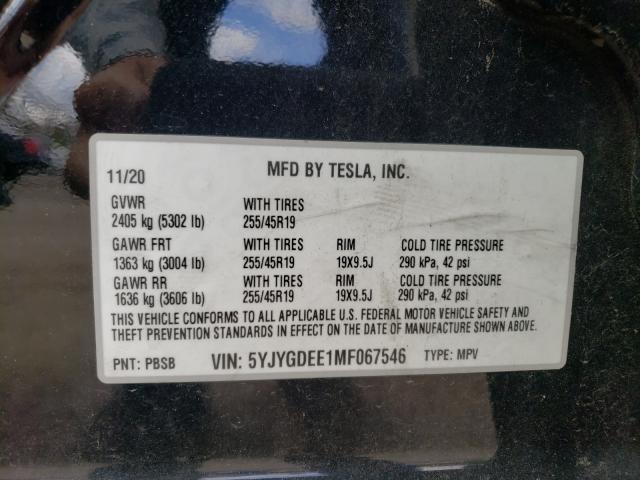 11/20 MFD BY TESLA, INC.
GVWR WITH TIRES
2405 kg (5302 lb) 255/45R19
GAWR FRT WITH TIRES RIM COLD TIRE PRESSURE
1363 kg (3004 lb) 255/45R19 19X9.5J 290 kPa, 42 psi
GAWR RR WITH TIRES RIM COLD TIRE PRESSURE
1636 kg (3606 lb) 255/45R19 19X9.5J 290 kPa, 42 psi
THIS VEHICLE CONFORMS TO ALL APPLICABLE U.S. FEDERAL MOTOR VEHICLE SAFETY AND
THEFT PREVENTION STANDARDS IN EFFECT ON THE DATE OF MANUFACTURE SHOWN ABOVE.
PNT: PBSB VIN: 5YJYGDEE1MF067546 TYPE: MPV